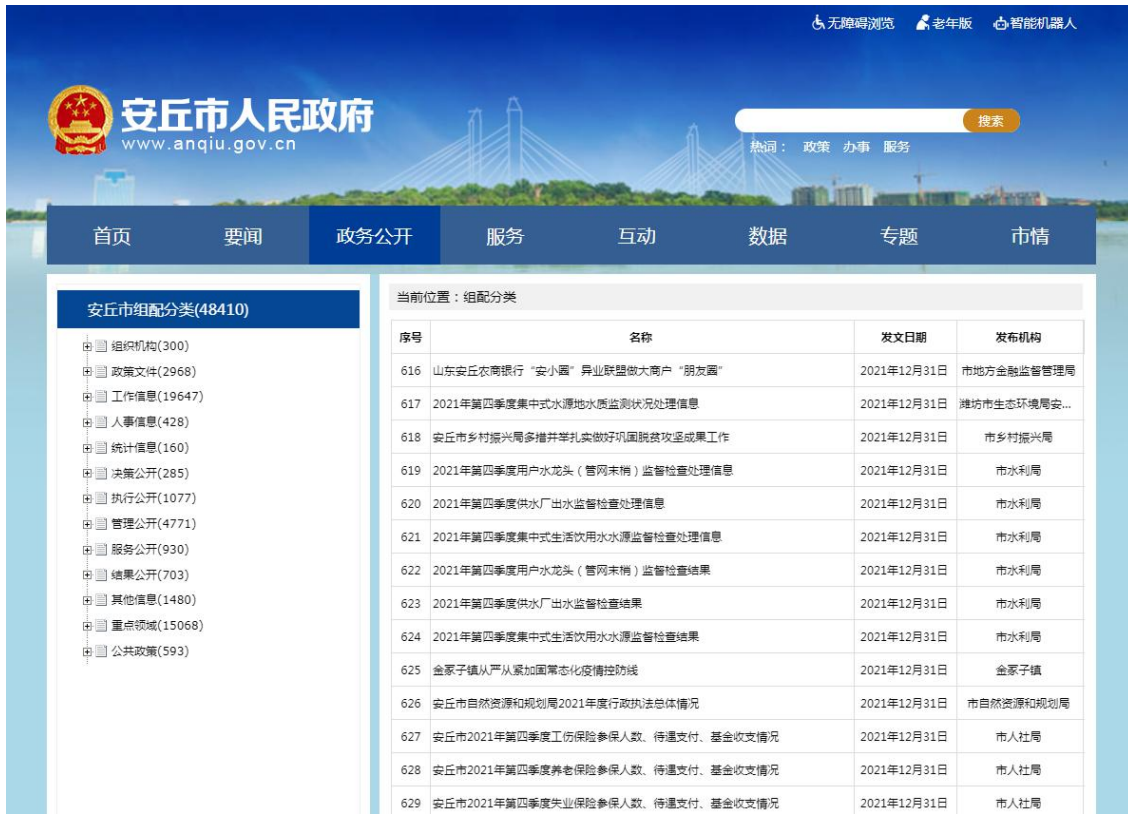 无障碍浏览 老年版 智能机器人
安丘市人民政府
www.anqiu.gov.cn
搜索
热词： 政策 办事 服务
首页 要闻 政务公开 服务 互动 数据 专题 市情
安丘市组配分类(48410)
组织机构(300)
政策文件(2968)
工作信息(19647)
人事信息(428)
统计信息(160)
决策公开(285)
执行公开(1077)
管理公开(4771)
服务公开(930)
结果公开(703)
其他信息(1480)
重点领域(15068)
公共政策(593)
当前位置：组配分类
序号 名称 发文日期 发布机构
616 山东安丘农商银行“安小圈”异业联盟做大商户“朋友圈” 2021年12月31日 市地方金融监督管理局
617 2021年第四季度集中式水源地水质监测状况处理信息 2021年12月31日 潍坊市生态环境局安...
618 安丘市乡村振兴局多措并举扎实做好巩固脱贫攻坚成果工作 2021年12月31日 市乡村振兴局
619 2021年第四季度用户水龙头（管网末梢）监督检查处理信息 2021年12月31日 市水利局
620 2021年第四季度供水厂出水监督检查处理信息 2021年12月31日 市水利局
621 2021年第四季度集中式生活饮用水水源监督检查处理信息 2021年12月31日 市水利局
622 2021年第四季度用户水龙头（管网末梢）监督检查结果 2021年12月31日 市水利局
623 2021年第四季度供水厂出水监督检查结果 2021年12月31日 市水利局
624 2021年第四季度集中式生活饮用水水源监督检查结果 2021年12月31日 市水利局
625 金冢子镇从严从紧加固常态化疫情控防线 2021年12月31日 金冢子镇
626 安丘市自然资源和规划局2021年度行政执法总体情况 2021年12月31日 市自然资源和规划局
627 安丘市2021年第四季度工伤保险参保人数、待遇支付、基金收支情况 2021年12月31日 市人社局
628 安丘市2021年第四季度养老保险参保人数、待遇支付、基金收支情况 2021年12月31日 市人社局
629 安丘市2021年第四季度失业保险参保人数、待遇支付、基金收支情况 2021年12月31日 市人社局